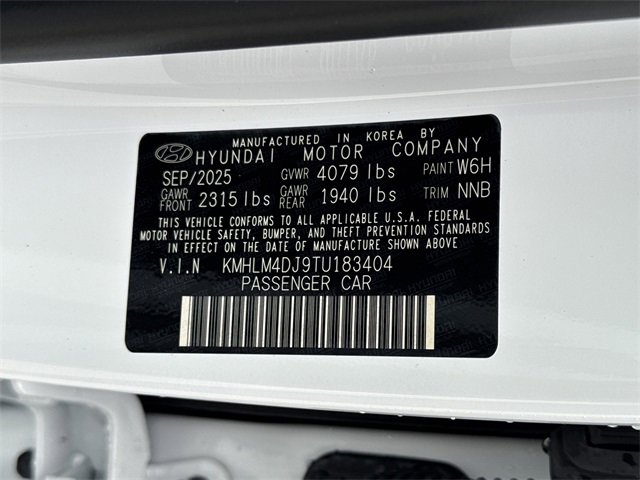 MANUFACTURED IN KOREA BY
HYUNDAI MOTOR COMPANY
SEP/2025 GVWR 4079 lbs PAINT W6H
GAWR FRONT 2315 lbs GAWR REAR 1940 lbs TRIM NNB
THIS VEHICLE CONFORMS TO ALL APPLICABLE U.S.A. FEDERAL
MOTOR VEHICLE SAFETY, BUMPER, AND THEFT PREVENTION STANDARDS
IN EFFECT ON THE DATE OF MANUFACTURE SHOWN ABOVE
V.I.N KMHLM4DJ9TU183404
PASSENGER CAR